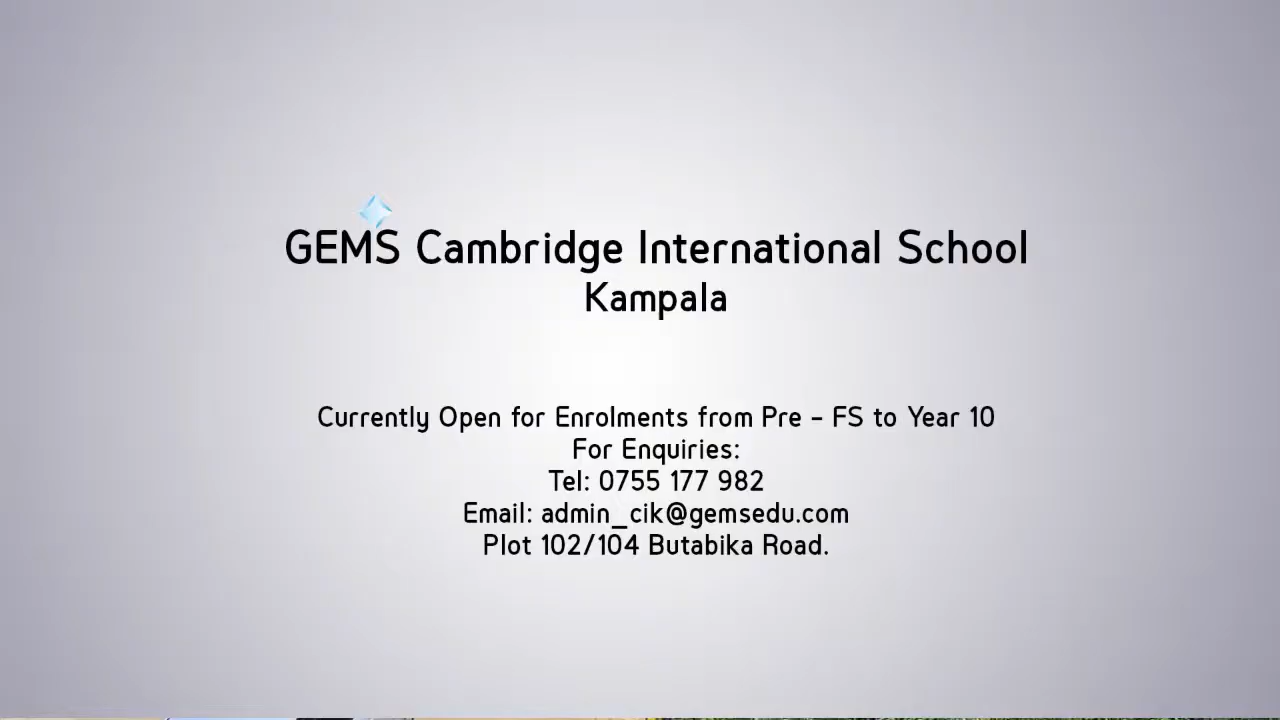 GEMS Cambridge International School
Kampala
Currently Open for Enrolments from Pre - FS to Year 10
For Enquiries:
Tel: 0755 177 982
Email: admin_cik@gemsedu.com
Plot 102/104 Butabika Road.